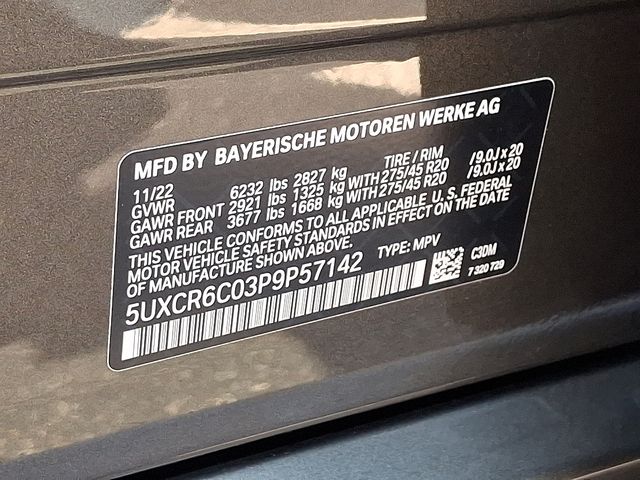 MFD BY BAYERISCHE MOTOREN WERKE AG
11/22 TIRE / RIM
GVWR 6232 lbs 2827 kg
GAWR FRONT 2921 lbs 1325 kg WITH 275/45 R20 /9.0J x 20
GAWR REAR 3677 lbs 1668 kg WITH 275/45 R20 /9.0J x 20
THIS VEHICLE CONFORMS TO ALL APPLICABLE U.S. FEDERAL
MOTOR VEHICLE SAFETY STANDARDS IN EFFECT ON THE DATE
OF MANUFACTURE SHOWN ABOVE.
5UXCR6C03P9P57142 TYPE: MPV
C3DM
7 320 729